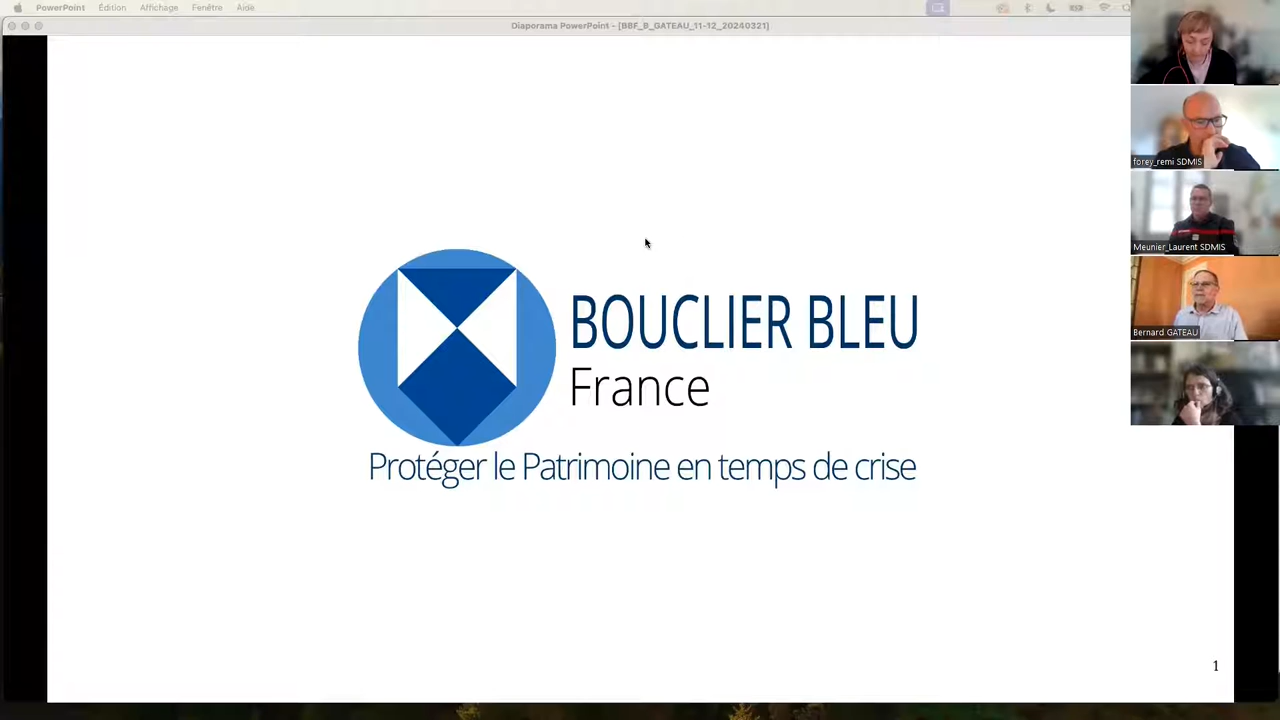 PowerPoint Édition Affichage Fenêtre Aide
Diaporama PowerPoint - [BBF_B_GATEAU_11-12_20240321]
forey_remi SDMIS
Meunier_Laurent SDMIS
Bernard GATEAU
BOUCLIER BLEU
France
Protéger le Patrimoine en temps de crise
1